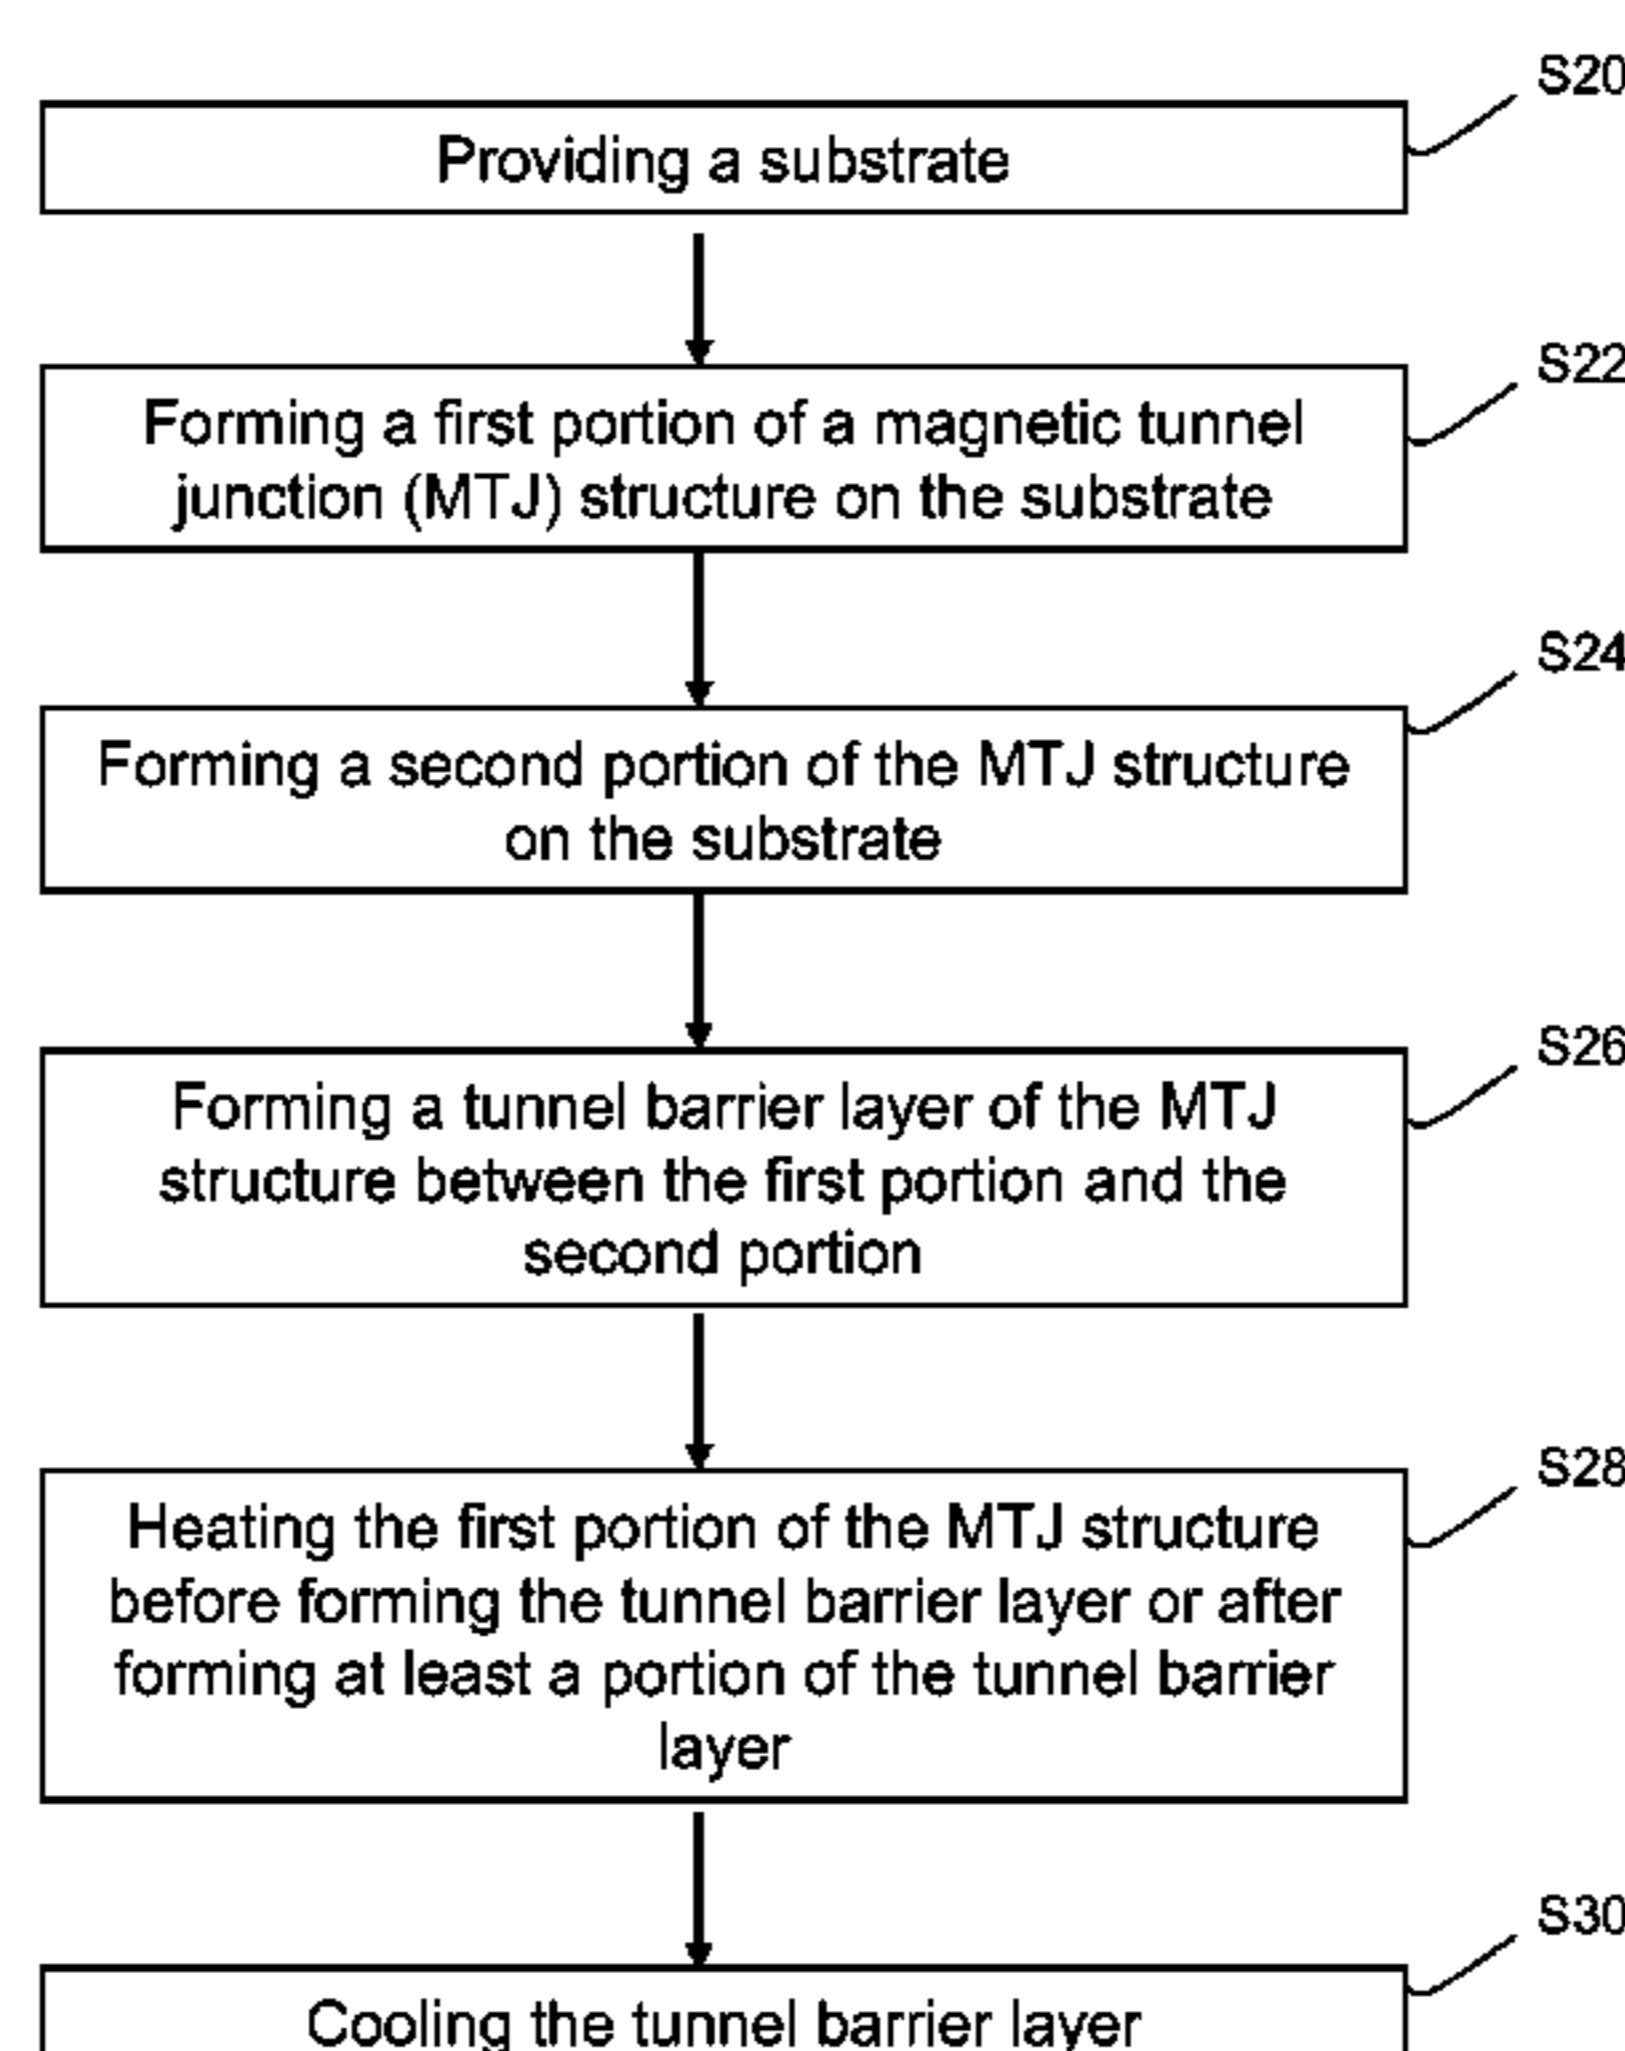 S20
Providing a substrate
S22
Forming a first portion of a magnetic tunnel
junction (MTJ) structure on the substrate
S24
Forming a second portion of the MTJ structure
on the substrate
S26
Forming a tunnel barrier layer of the MTJ
structure between the first portion and the
second portion
S28
Heating the first portion of the MTJ structure
before forming the tunnel barrier layer or after
forming at least a portion of the tunnel barrier
layer
S30
Cooling the tunnel barrier layer